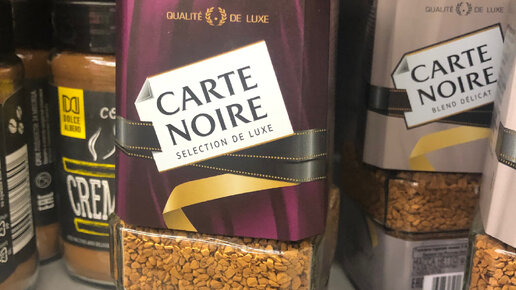 QUALITÉ DE LUXE
CARTE
NOIRE
SELECTION DE LUXE
QUALITÉ DE LUXE
CARTE
NOIRE
BLEND DÉLICAT
DOLCE
ALBERO
CREM